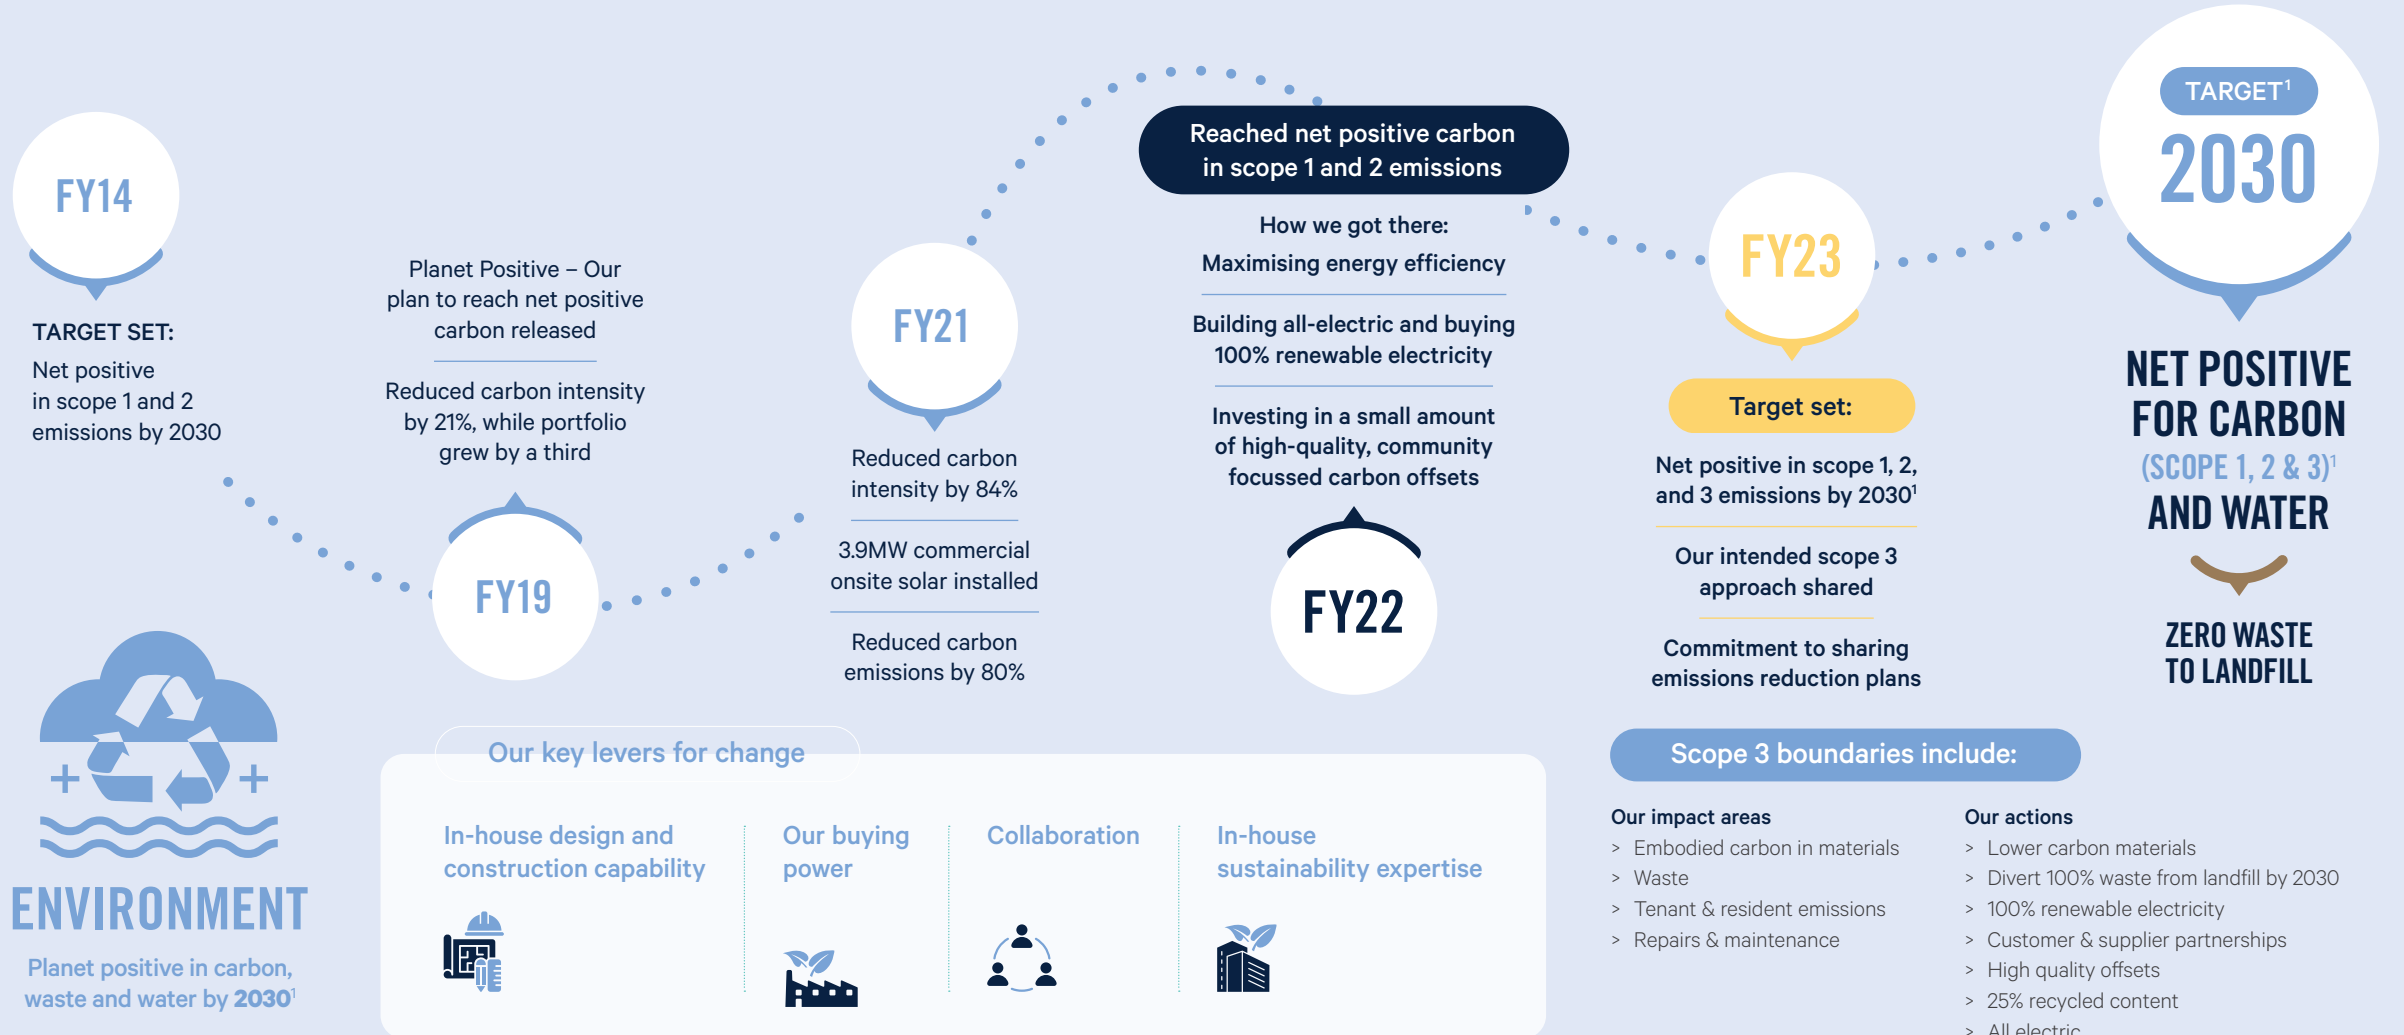 FY14
TARGET SET:
Net positive
in scope 1 and 2
emissions by 2030
Planet Positive – Our
plan to reach net positive
carbon released
Reduced carbon intensity
by 21%, while portfolio
grew by a third
FY19
FY21
Reduced carbon
intensity by 84%
3.9MW commercial
onsite solar installed
Reduced carbon
emissions by 80%
Reached net positive carbon
in scope 1 and 2 emissions
How we got there:
Maximising energy efficiency
Building all-electric and buying
100% renewable electricity
Investing in a small amount
of high-quality, community
focussed carbon offsets
FY22
FY23
Target set:
Net positive in scope 1, 2,
and 3 emissions by 2030¹
Our intended scope 3
approach shared
Commitment to sharing
emissions reduction plans
TARGET¹
2030
NET POSITIVE
FOR CARBON
(SCOPE 1, 2 & 3)¹
AND WATER
ZERO WASTE
TO LANDFILL
ENVIRONMENT
Planet positive in carbon,
waste and water by 2030¹
Our key levers for change
In-house design and
construction capability
Our buying
power
Collaboration
In-house
sustainability expertise
Scope 3 boundaries include:
Our impact areas
> Embodied carbon in materials
> Waste
> Tenant & resident emissions
> Repairs & maintenance
Our actions
> Lower carbon materials
> Divert 100% waste from landfill by 2030
> 100% renewable electricity
> Customer & supplier partnerships
> High quality offsets
> 25% recycled content
> All electric